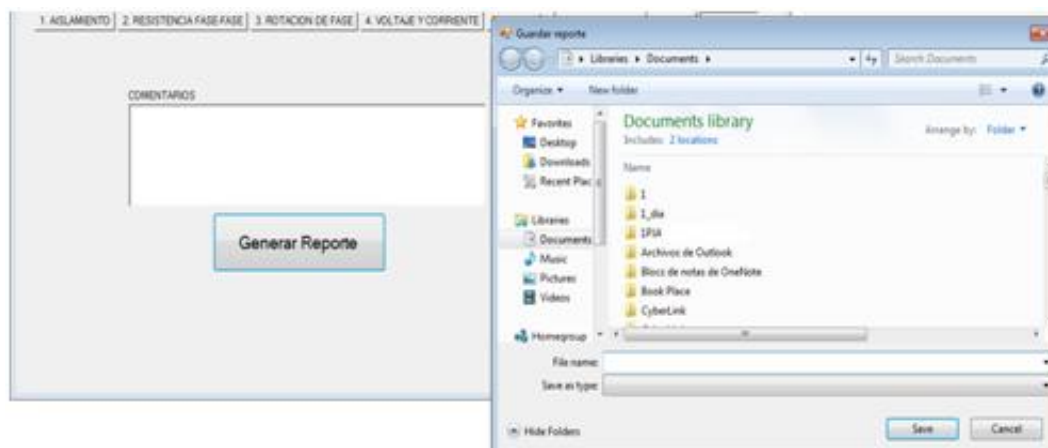 1. AISLAMIENTO
2. RESISTENCIA FASE-FASE
3. ROTACION DE FASE
4. VOLTAJE Y CORRIENTE
COMENTARIOS
Generar Reporte
Guardar reporte
Libraries
Documents
Search Documents
Organize
New folder
Favorites
Desktop
Downloads
Recent Plac
Libraries
Documents
Music
Pictures
Videos
Homegroup
Documents library
Includes: 2 locations
Arrange by: Folder
Name
1
1_dia
1PIA
Archivos de Outlook
Blocs de notas de OneNote
Book Place
CyberLink
File name:
Save as type:
Hide Folders
Save
Cancel